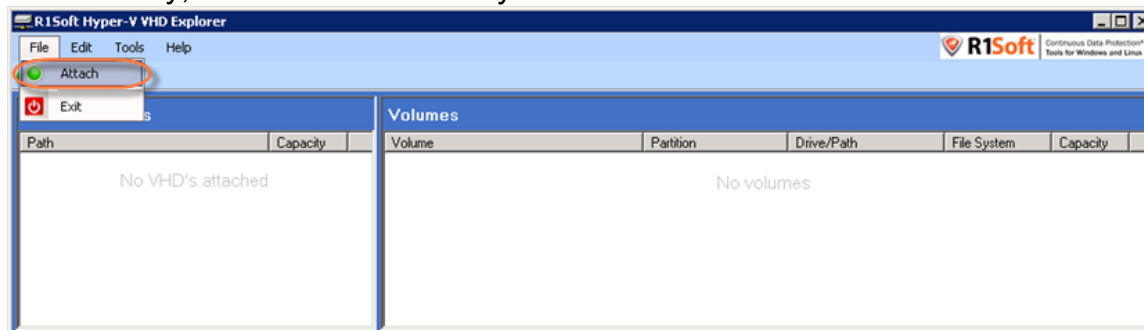 R1Soft Hyper-V VHD Explorer
File Edit Tools Help
R1Soft Continuous Data Protection®
Tools for Windows and Linux
Attach
Exit
s
Volumes
Path Capacity
Volume Partition Drive/Path File System Capacity
No VHD's attached
No volumes